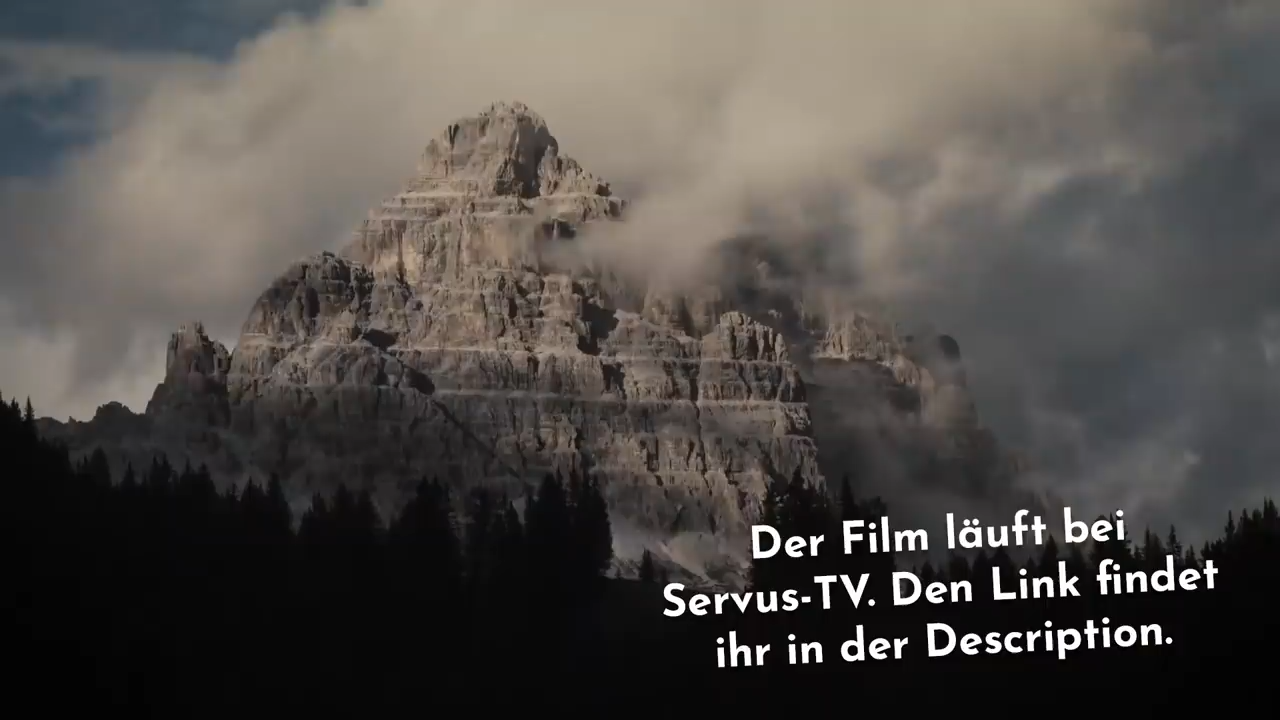 Der Film läuft bei
Servus-TV. Den Link findet
ihr in der Description.